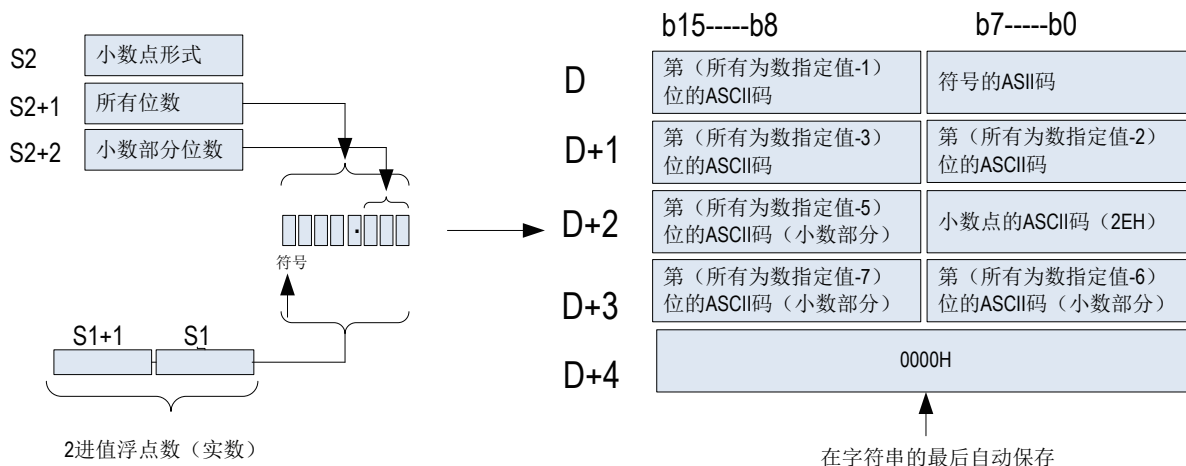 S2
小数点形式
S2+1
所有位数
S2+2
小数部分位数
.
符号
S1+1
S1
2进值浮点数（实数）
b15-----b8
b7-----b0
D
第（所有为数指定值-1）
位的ASCII码
符号的ASII码
D+1
第（所有为数指定值-3）
位的ASCII码
第（所有为数指定值-2）
位的ASCII码
D+2
第（所有为数指定值-5）
位的ASCII码（小数部分）
小数点的ASCII码（2EH）
D+3
第（所有为数指定值-7）
位的ASCII码（小数部分）
第（所有为数指定值-6）
位的ASCII码（小数部分）
D+4
0000H
在字符串的最后自动保存